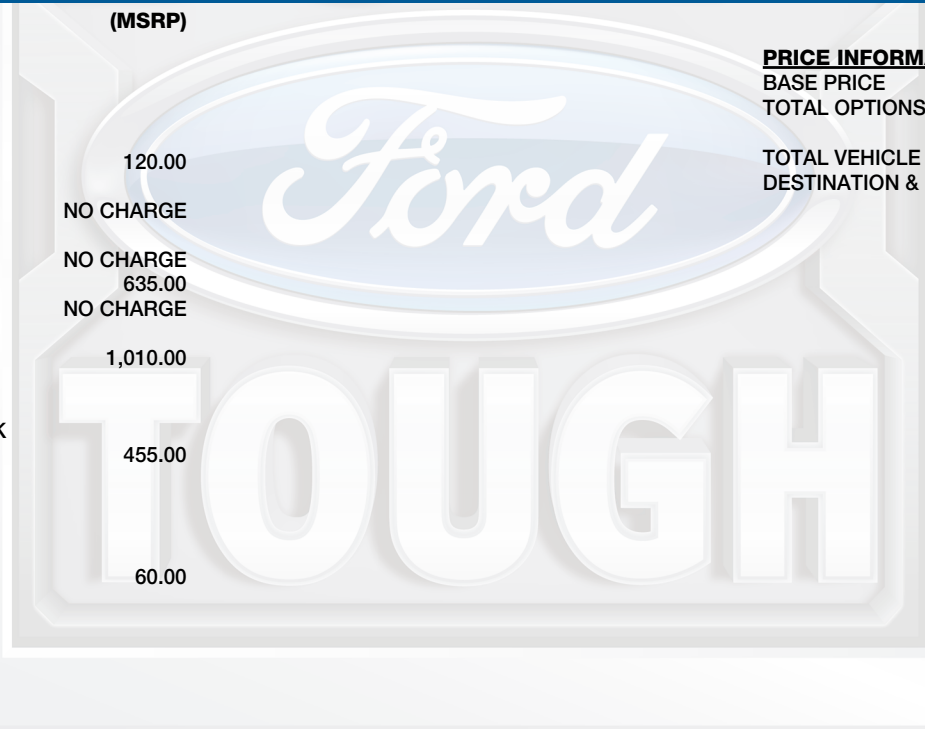 (MSRP)
120.00
NO CHARGE
NO CHARGE
635.00
NO CHARGE
1,010.00
K
455.00
60.00
PRICE INFORMA
BASE PRICE
TOTAL OPTIONS
TOTAL VEHICLE
DESTINATION &
Ford
TOUGH